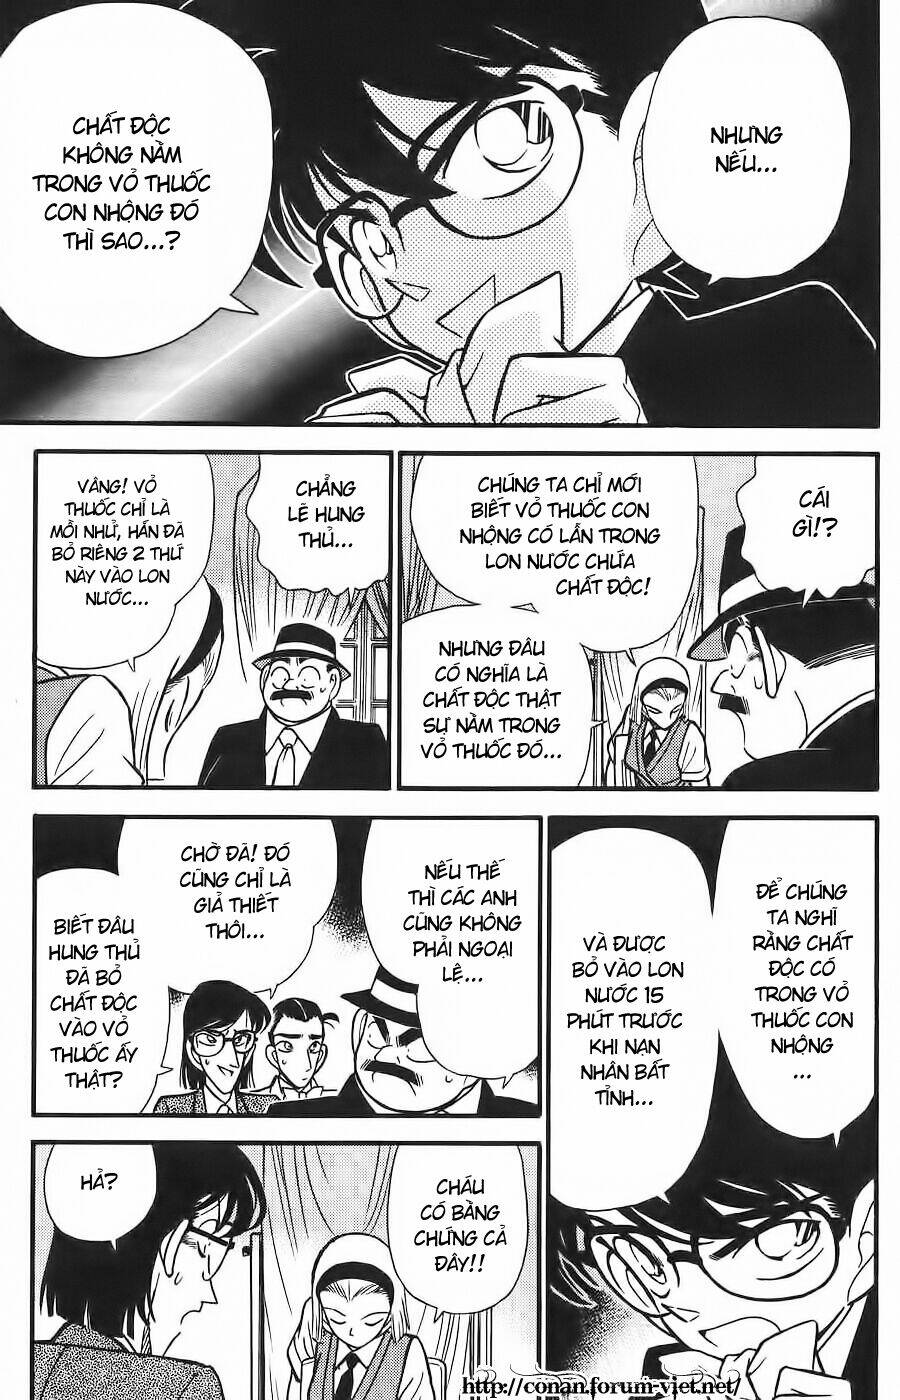 NHƯNG
NẾU...
CHẤT ĐỘC
KHÔNG NẰM
TRONG VỎ THUỐC
CON NHỘNG ĐÓ
THÌ SAO...?
CÁI
GÌ!?
CHÚNG TA CHỈ MỚI
BIẾT VỎ THUỐC CON
NHỘNG CÓ LẪN TRONG
LON NƯỚC CHỨA
CHẤT ĐỘC!
NHƯNG ĐÂU
CÓ NGHĨA LÀ
CHẤT ĐỘC THẬT
SỰ NẰM TRONG
VỎ THUỐC ĐÓ...
CHẲNG
LẼ HUNG
THỦ...
VÂNG! VỎ
THUỐC CHỈ LÀ
MỒI NHỬ, HẮN ĐÃ
BỎ RIÊNG 2 THỨ
NÀY VÀO LON
NƯỚC...
ĐỂ CHÚNG
TA NGHĨ
RẰNG CHẤT
ĐỘC CÓ
TRONG VỎ
THUỐC CON
NHỘNG
...
VÀ ĐƯỢC
BỎ VÀO LON
NƯỚC 15
PHÚT TRƯỚC
KHI NẠN
NHÂN BẤT
TỈNH...
NẾU THẾ
THÌ CÁC ANH
CŨNG KHÔNG
PHẢI NGOẠI
LỆ...
CHỜ ĐÃ! ĐÓ
CŨNG CHỈ LÀ
GIẢ THIẾT
THÔI...
BIẾT ĐÂU
HUNG THỦ
ĐÃ BỎ
CHẤT ĐỘC
VÀO VỎ
THUỐC ẤY
THẬT?
CHÁU
CÓ BẰNG
CHỨNG CẢ
ĐÂY!!
HẢ?
http://conan.forum-viet.net/